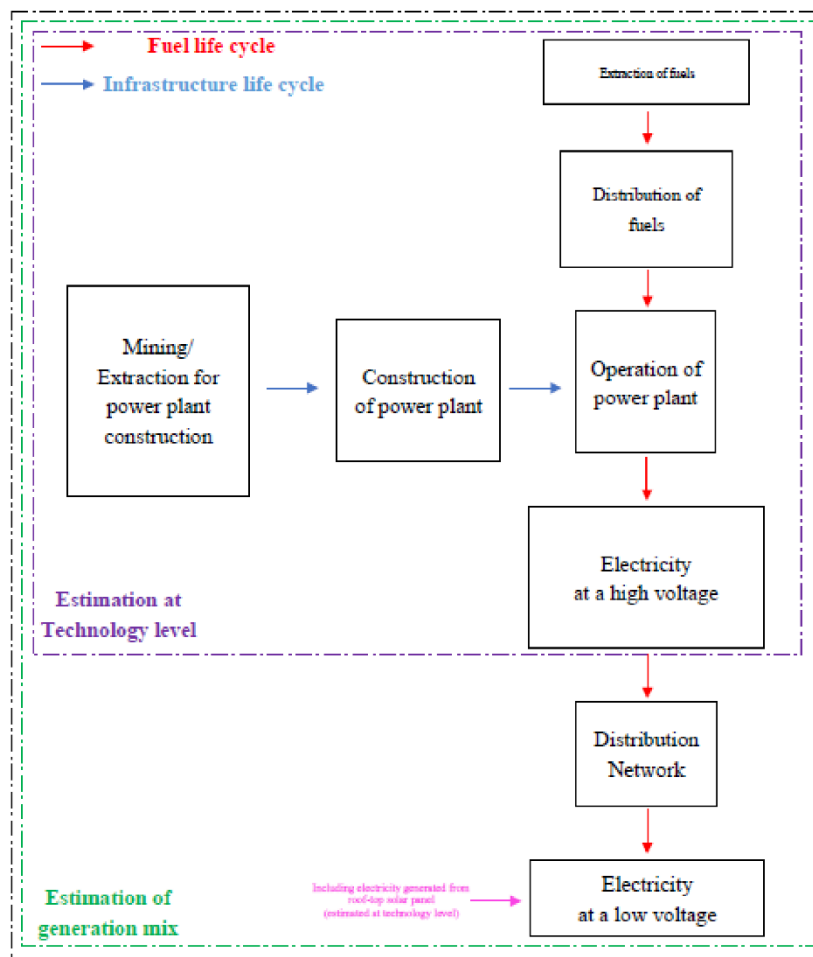 Fuel life cycle
Infrastructure life cycle
Extraction of fuels
Distribution of
fuels
Mining/
Extraction for
power plant
construction
Construction
of power plant
Operation of
power plant
Electricity
at a high voltage
Estimation at
Technology level
Distribution
Network
Including electricity generated from
roof-top solar panel
(estimated at technology level)
Electricity
at a low voltage
Estimation of
generation mix